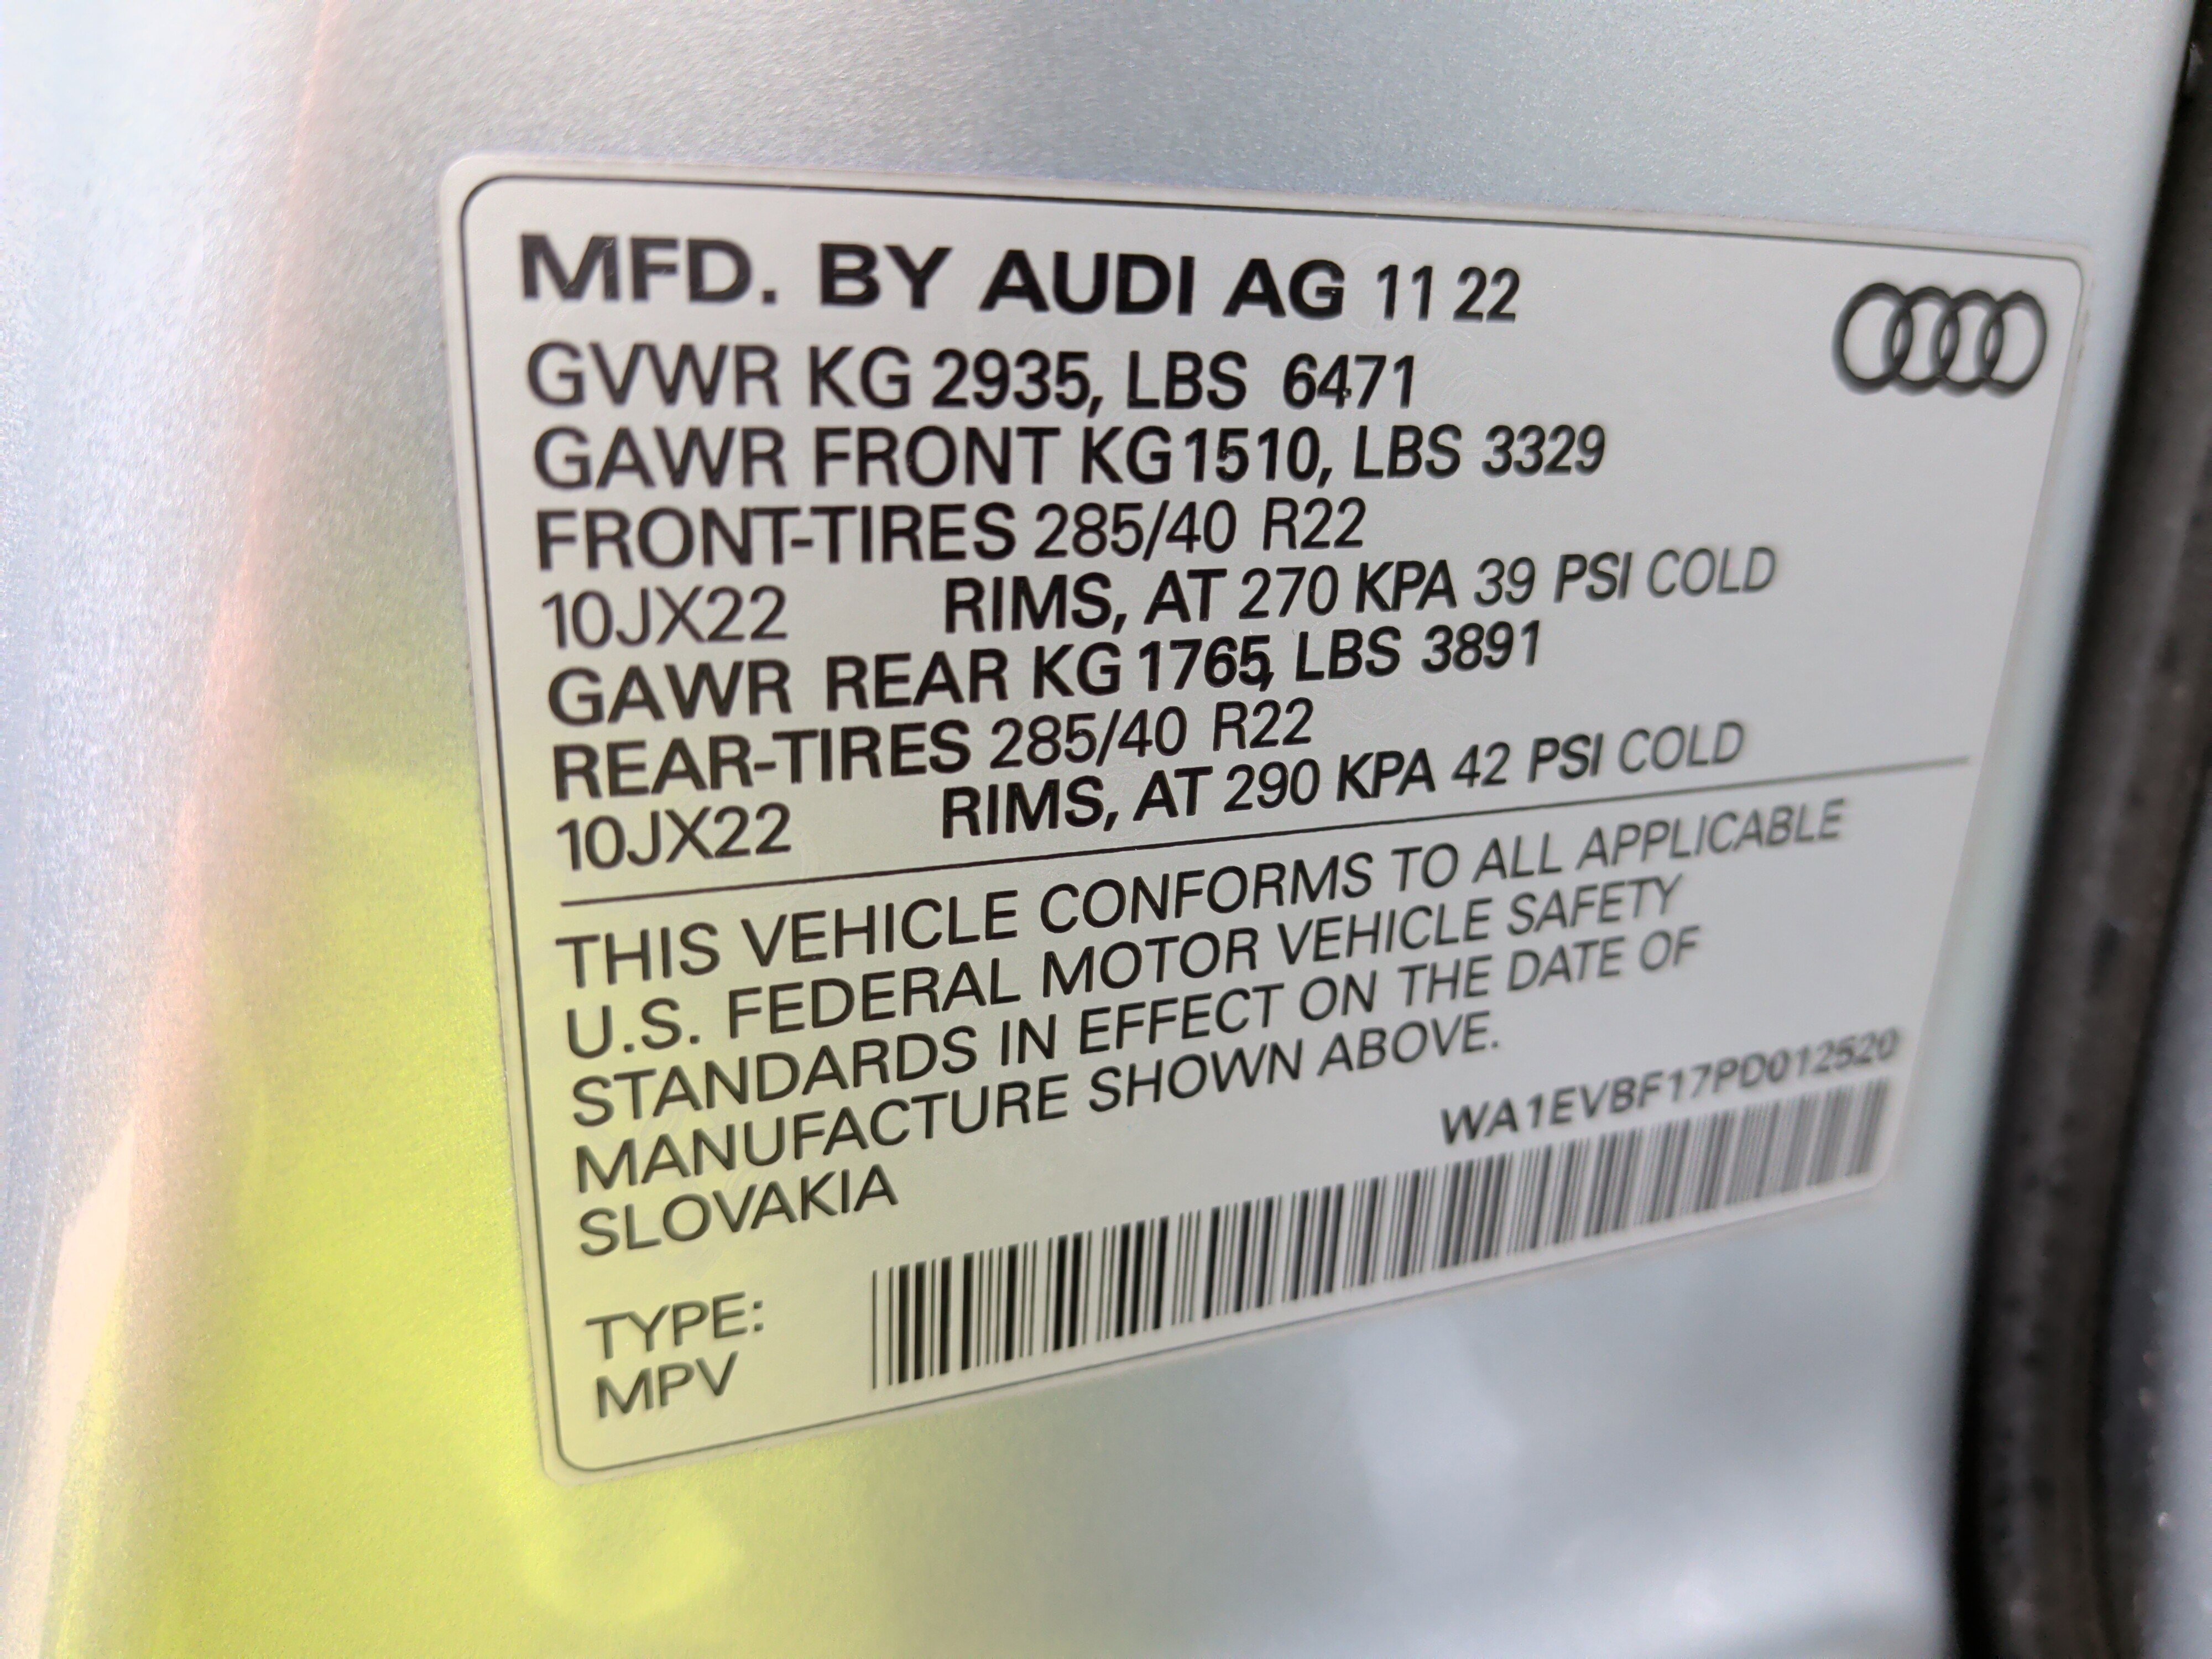 MFD. BY AUDI AG 11 22
GVWR KG 2935, LBS 6471
GAWR FRONT KG 1510, LBS 3329
FRONT-TIRES 285/40 R22
10JX22 RIMS, AT 270 KPA 39 PSI COLD
GAWR REAR KG 1765, LBS 3891
REAR-TIRES 285/40 R22
10JX22 RIMS, AT 290 KPA 42 PSI COLD
THIS VEHICLE CONFORMS TO ALL APPLICABLE
U.S. FEDERAL MOTOR VEHICLE SAFETY
STANDARDS IN EFFECT ON THE DATE OF
MANUFACTURE SHOWN ABOVE.
SLOVAKIA
WA1EVBF17PD012520
TYPE:
MPV